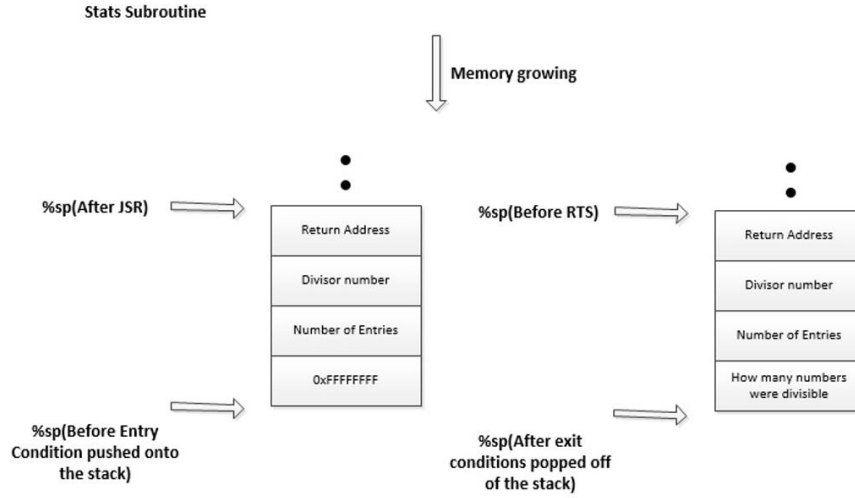 Stats Subroutine
Memory growing
%sp(After JSR)
Return Address
Divisor number
Number of Entries
0xFFFFFFFF
%sp(Before Entry
Condition pushed onto
the stack)
%sp(Before RTS)
Return Address
Divisor number
Number of Entries
How many numbers
were divisible
%sp(After exit
conditions popped off
of the stack)